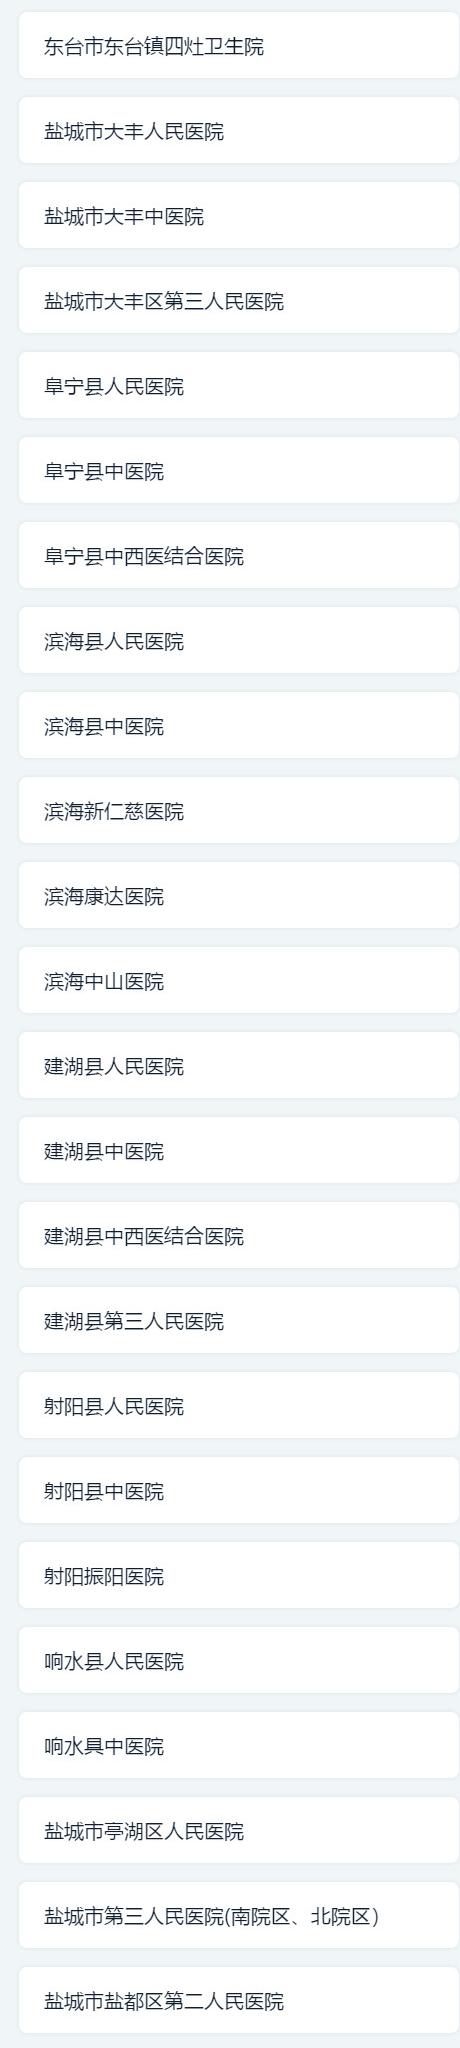 东台市东台镇四灶卫生院
盐城市大丰人民医院
盐城市大丰中医院
盐城市大丰区第三人民医院
阜宁县人民医院
阜宁县中医院
阜宁县中西医结合医院
滨海县人民医院
滨海县中医院
滨海新仁慈医院
滨海康达医院
滨海中山医院
建湖县人民医院
建湖县中医院
建湖县中西医结合医院
建湖县第三人民医院
射阳县人民医院
射阳县中医院
射阳振阳医院
响水县人民医院
响水具中医院
盐城市亭湖区人民医院
盐城市第三人民医院(南院区、北院区)
盐城市盐都区第二人民医院